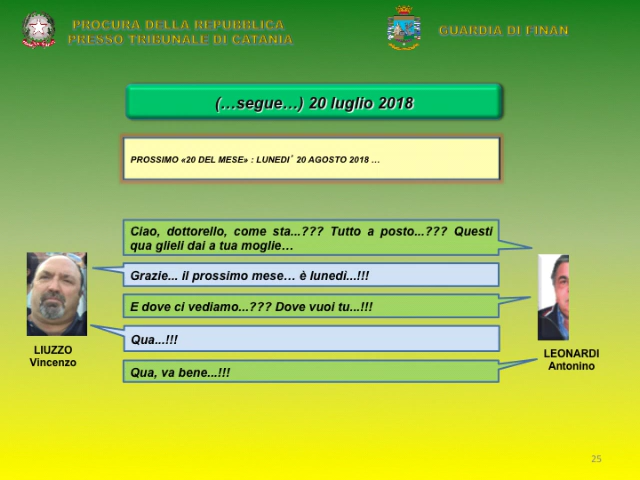 PROCURA DELLA REPUBBLICA
PRESSO TRIBUNALE DI CATANIA
GUARDIA DI FINAN
(…segue…) 20 luglio 2018
PROSSIMO «20 DEL MESE» : LUNEDI´ 20 AGOSTO 2018 …
Ciao, dottorello, come sta...??? Tutto a posto...??? Questi
qua glieli dai a tua moglie…
Grazie... il prossimo mese… è lunedì...!!!
E dove ci vediamo...??? Dove vuoi tu...!!!
Qua...!!!
Qua, va bene...!!!
LIUZZO
Vincenzo
LEONARDI
Antonino
25